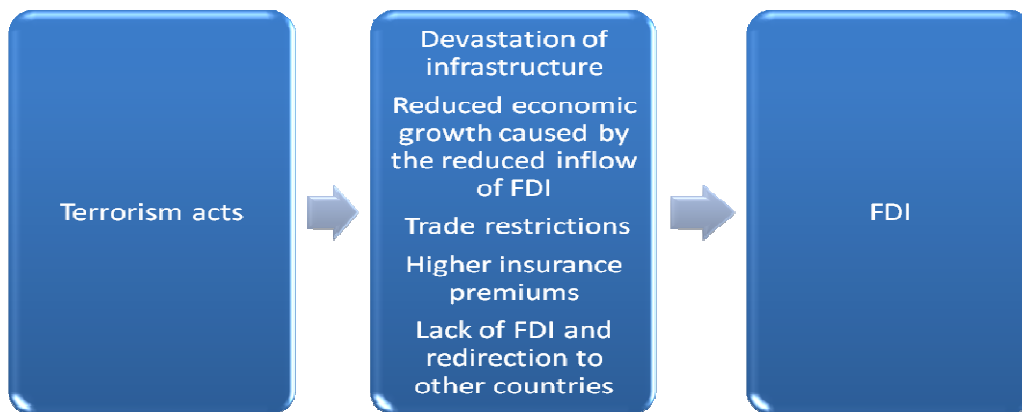 Terrorism acts
Devastation of
infrastructure
Reduced economic
growth caused by
the reduced inflow
of FDI
Trade restrictions
Higher insurance
premiums
Lack of FDI and
redirection to
other countries
FDI